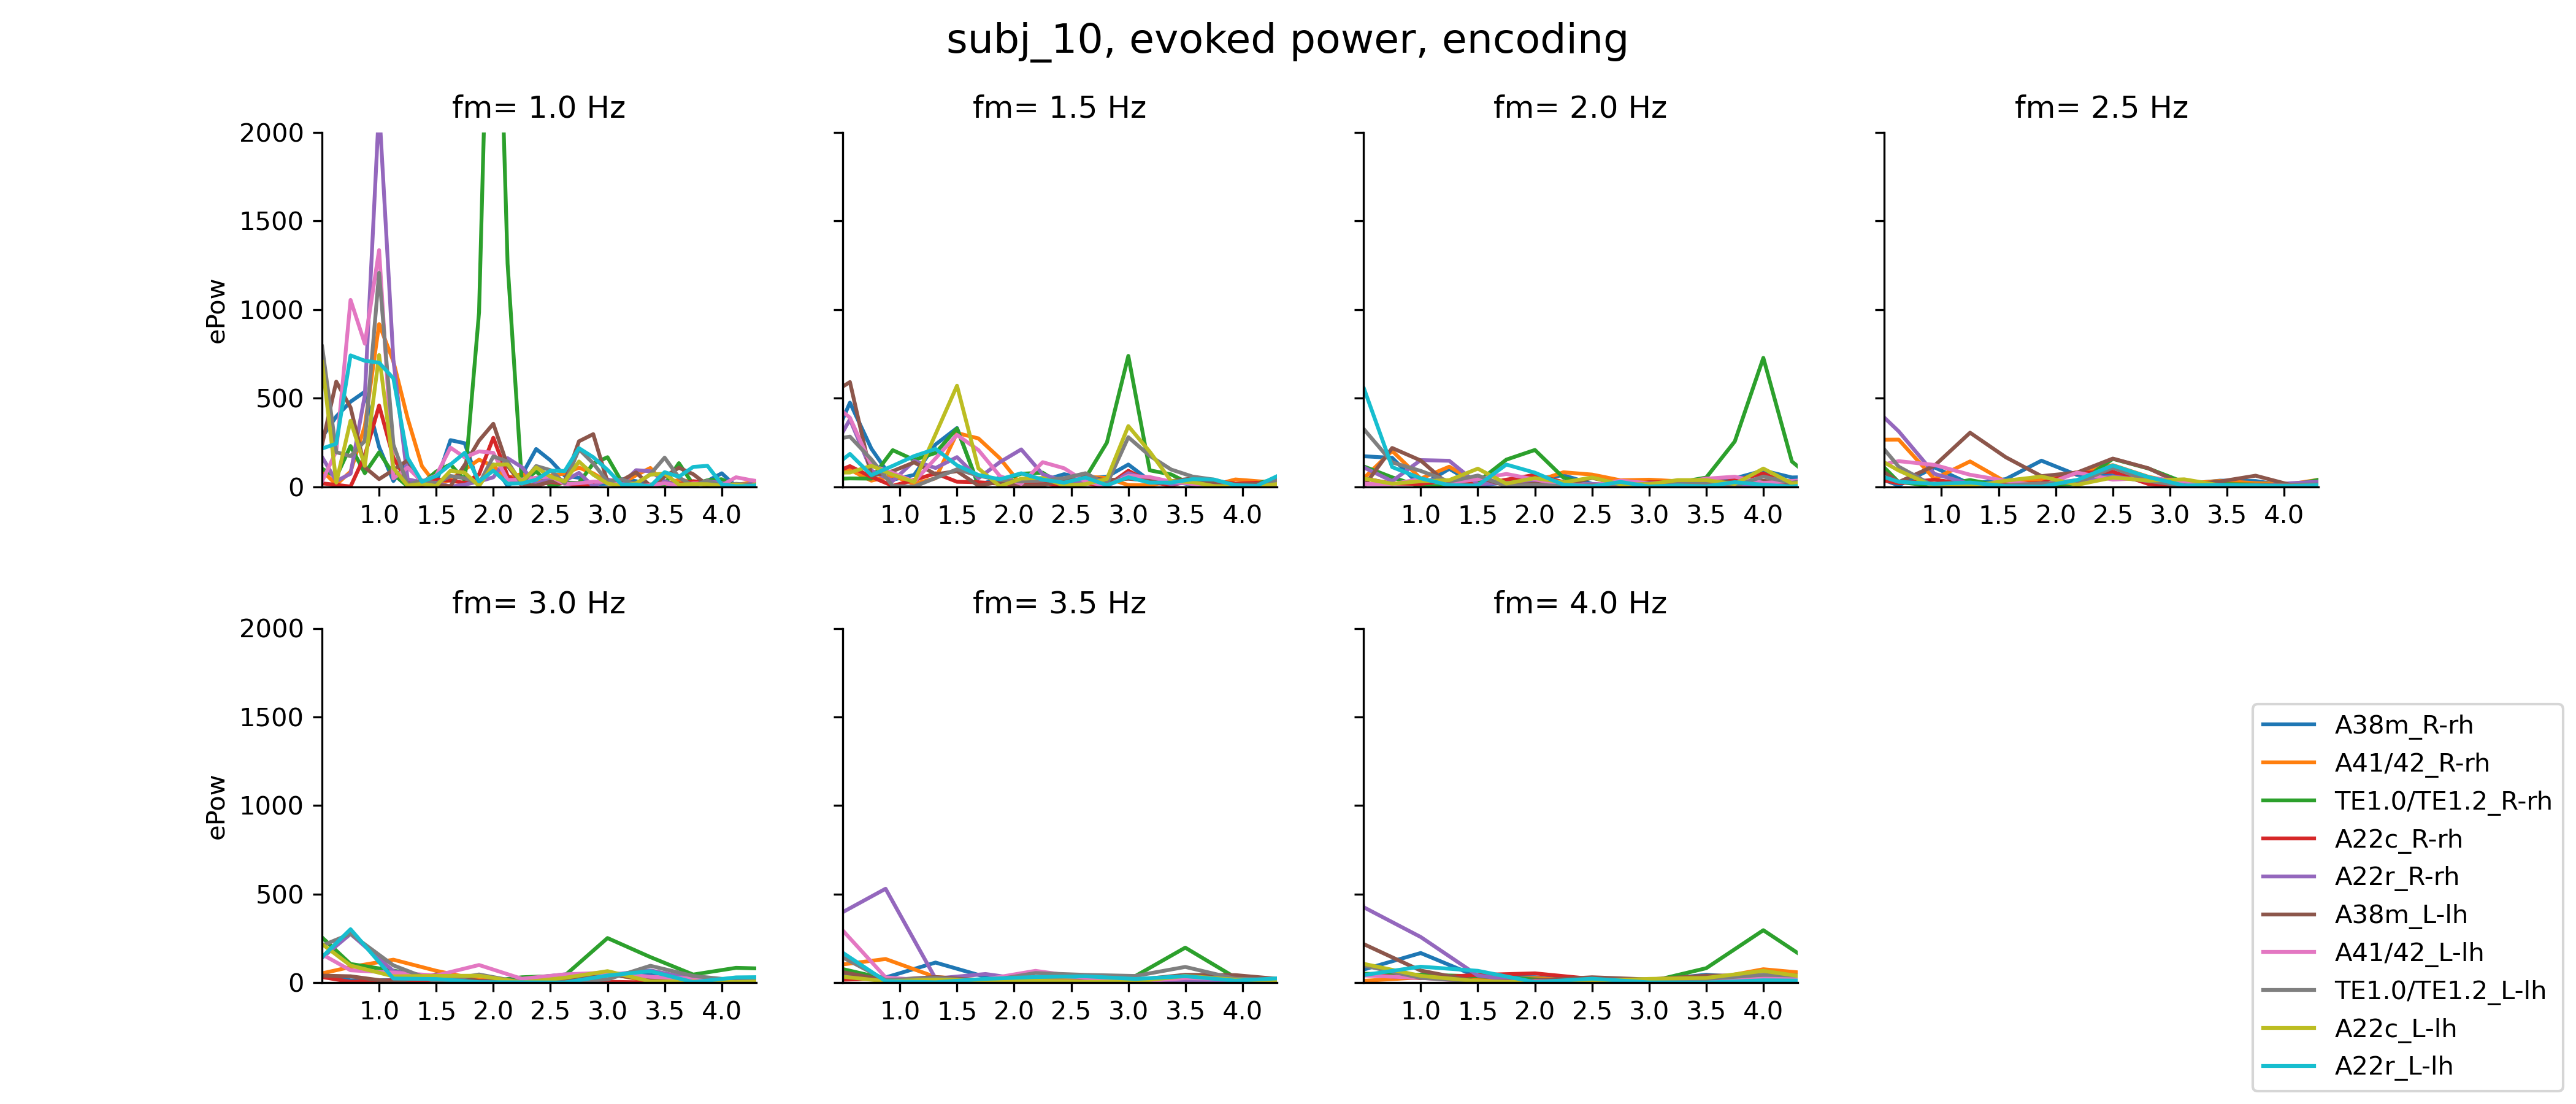 subj_10, evoked power, encoding
fm= 1.0 Hz
fm= 1.5 Hz
fm= 2.0 Hz
fm= 2.5 Hz
2000
1500
1000
500
0
ePow
1.0 1.5 2.0 2.5 3.0 3.5 4.0
1.0 1.5 2.0 2.5 3.0 3.5 4.0
1.0 1.5 2.0 2.5 3.0 3.5 4.0
1.0 1.5 2.0 2.5 3.0 3.5 4.0
fm= 3.0 Hz
fm= 3.5 Hz
fm= 4.0 Hz
2000
1500
1000
500
0
ePow
1.0 1.5 2.0 2.5 3.0 3.5 4.0
1.0 1.5 2.0 2.5 3.0 3.5 4.0
1.0 1.5 2.0 2.5 3.0 3.5 4.0
A38m_R-rh
A41/42_R-rh
TE1.0/TE1.2_R-rh
A22c_R-rh
A22r_R-rh
A38m_L-lh
A41/42_L-lh
TE1.0/TE1.2_L-lh
A22c_L-lh
A22r_L-lh